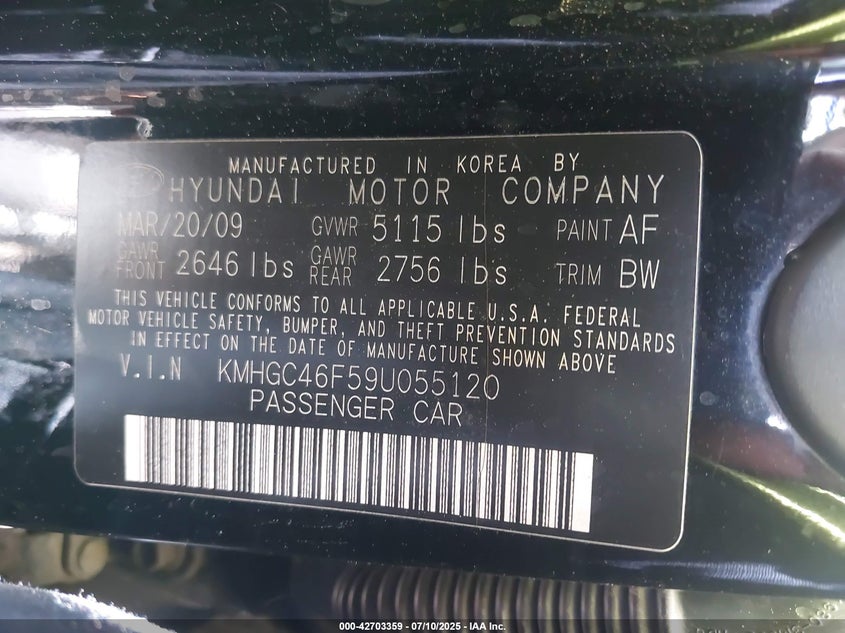 MANUFACTURED IN KOREA BY
HYUNDAI MOTOR COMPANY
MAR/20/09 GVWR 5115 lbs PAINT AF
GAWR FRONT 2646 lbs GAWR REAR 2756 lbs TRIM BW
THIS VEHICLE CONFORMS TO ALL APPLICABLE U.S.A. FEDERAL
MOTOR VEHICLE SAFETY, BUMPER, AND THEFT PREVENTION STANDARDS
IN EFFECT ON THE DATE OF MANUFACTURE SHOWN ABOVE
V.I.N KMHGC46F59U055120
PASSENGER CAR
000-42703359 - 07/10/2025 - © IAA Inc.